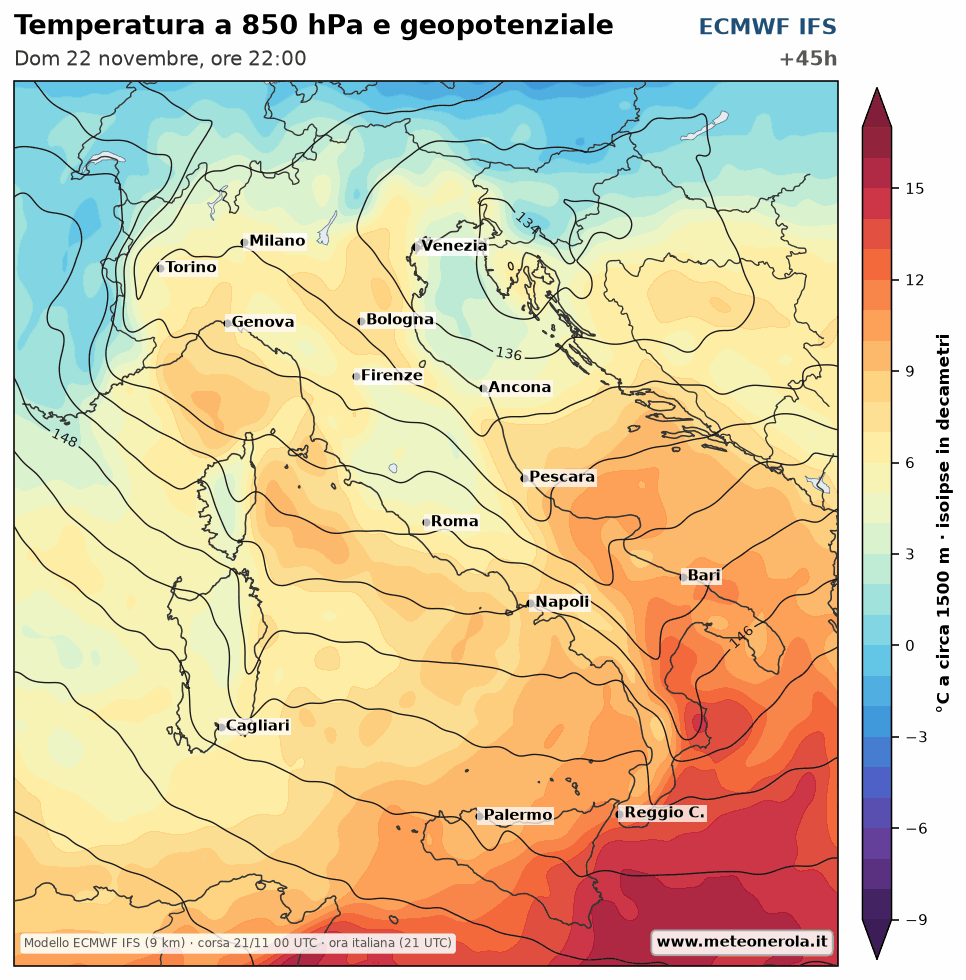 Temperatura a 850 hPa e geopotenziale
ECMWF IFS
Dom 22 novembre, ore 22:00
+45h
134
Milano
Venezia
Torino
Genova
Bologna
136
Firenze
Ancona
148
Pescara
Roma
Bari
Napoli
146
Cagliari
Palermo
Reggio C.
Modello ECMWF IFS (9 km) · corsa 21/11 00 UTC · ora italiana (21 UTC)
www.meteonerola.it
15
12
9
6
3
0
−3
−6
−9
°C a circa 1500 m · isoipse in decametri